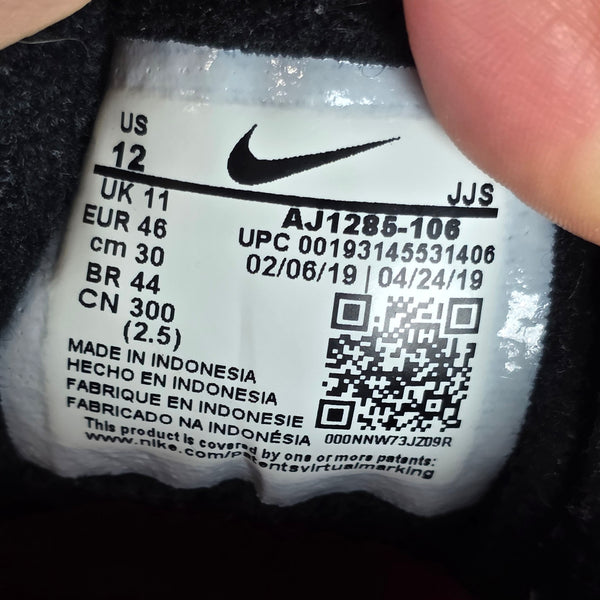 US
12
JJS
UK 11
AJ1285-106
EUR 46
UPC 00193145531406
cm 30
02/06/19 | 04/24/19
BR 44
CN 300
(2.5)
MADE IN INDONESIA
HECHO EN INDONESIA
FABRIQUE EN INDONESIE
FABRICADO NA INDONÉSIA
000NNW73JZD9R
This product is covered by one or more patents:
www.nike.com/patentsvirtualmarking